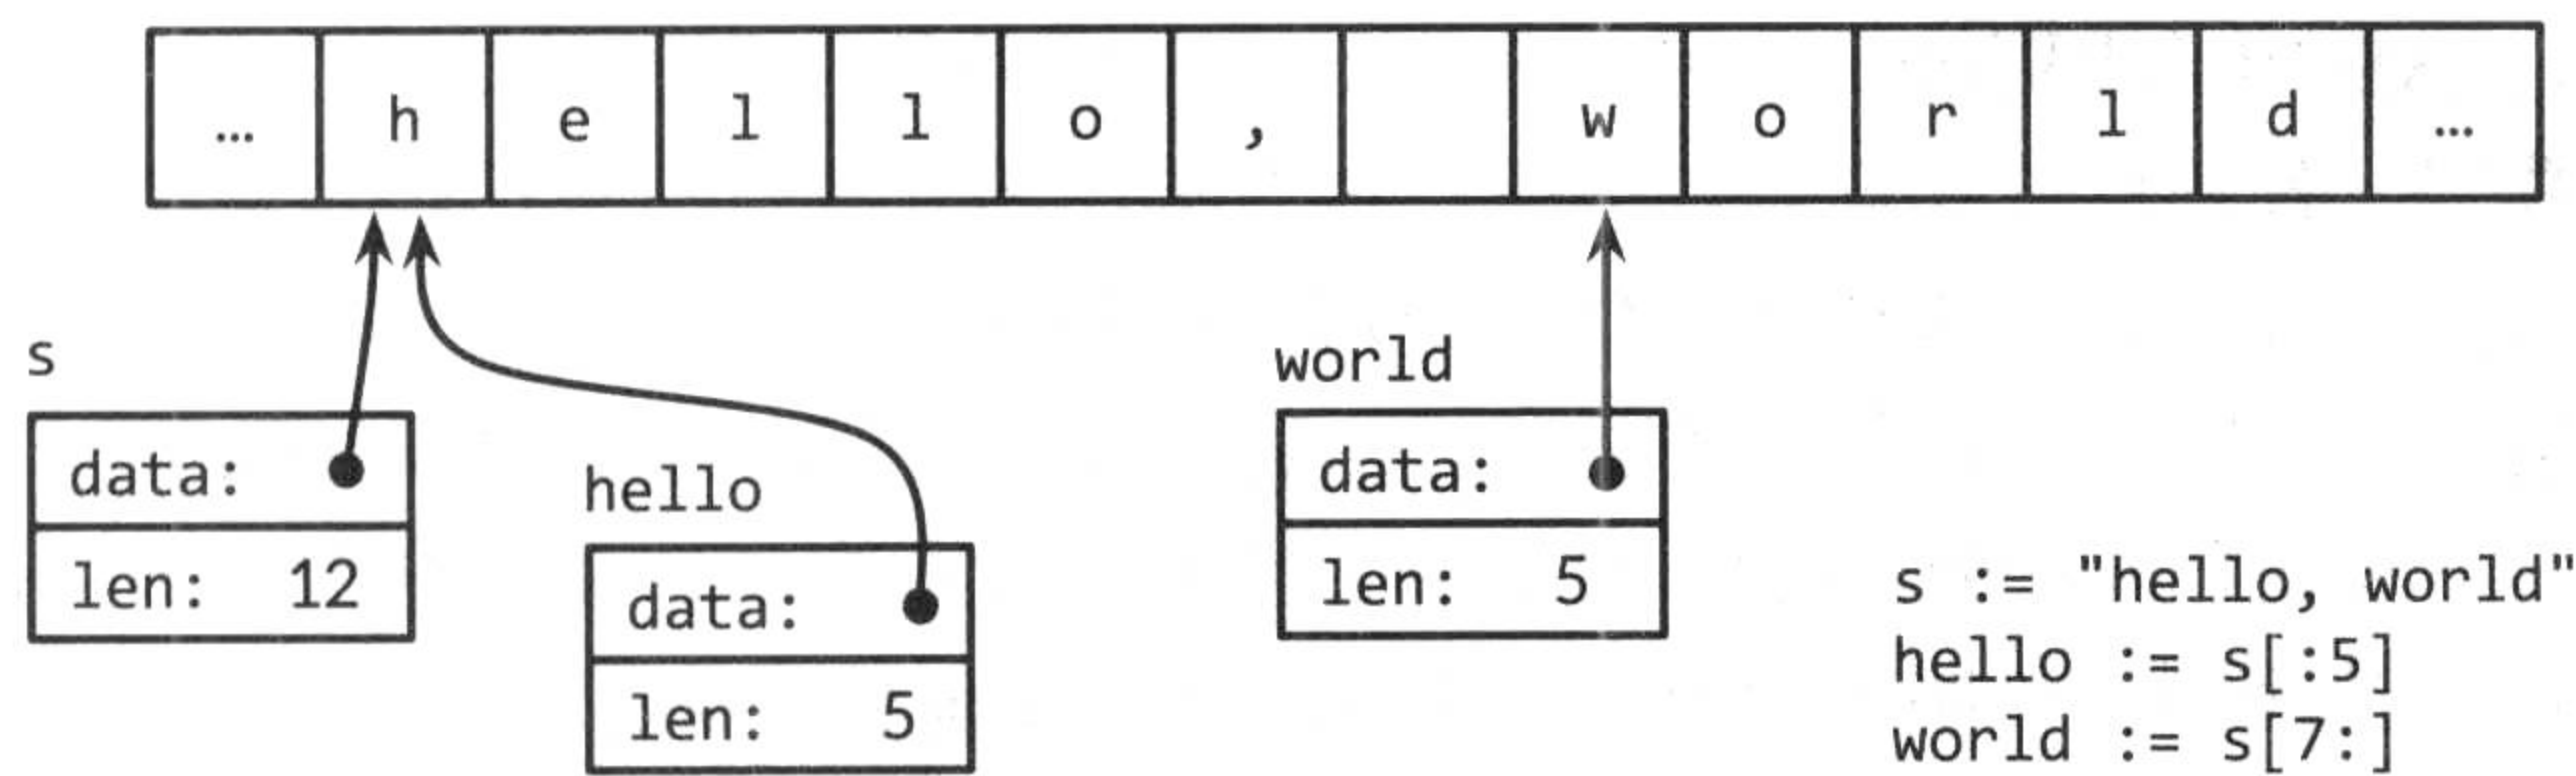 … h e l l o , w o r l d …
s
data:
len: 12
hello
data:
len: 5
world
data:
len: 5
s := "hello, world"
hello := s[:5]
world := s[7:]